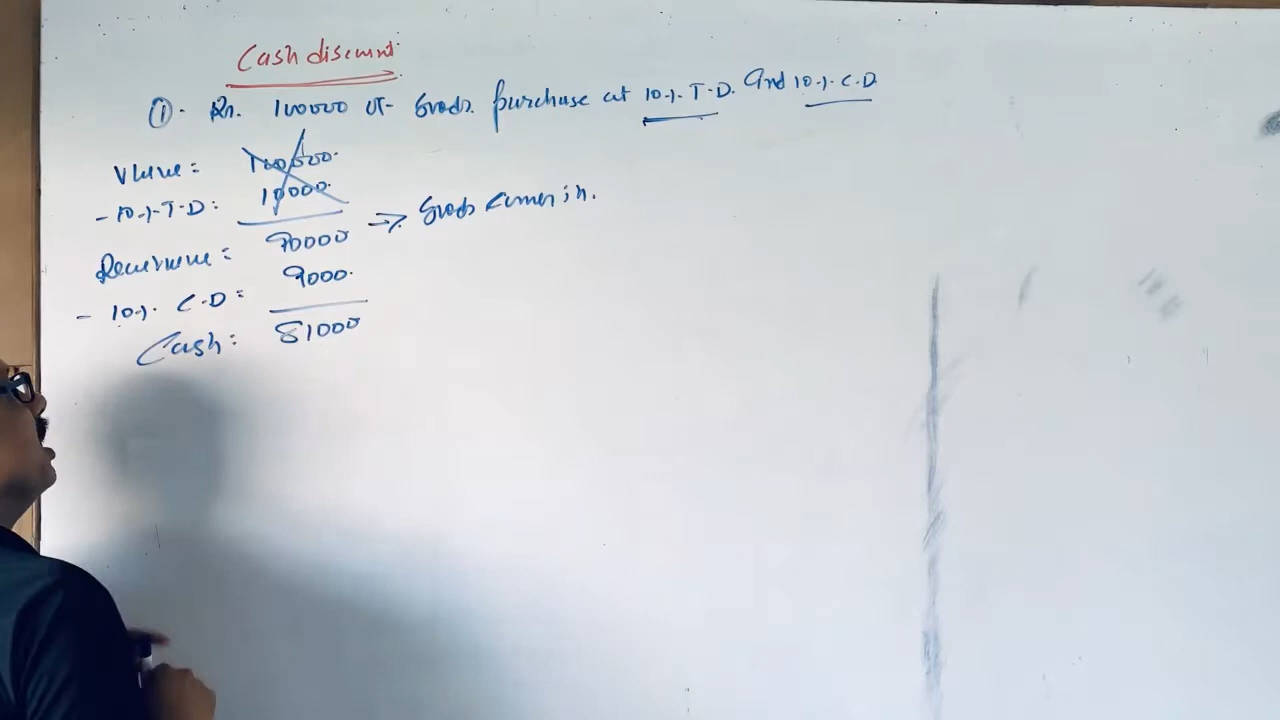 Cash discount
①. Rs. 100000 of Goods purchase at 10% T.D. and 10% C.D
Value = 100000.
- 10% T-D: 10000.
= 90000 => Goods comes in.
- 10% C-D = 9000.
Cash: 81000